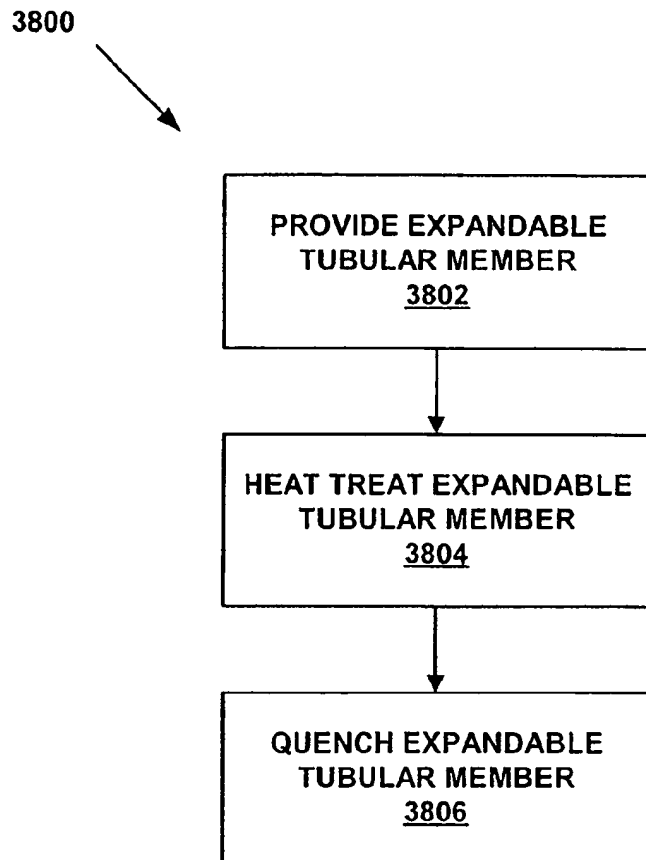 3800
PROVIDE EXPANDABLE
TUBULAR MEMBER
3802
HEAT TREAT EXPANDABLE
TUBULAR MEMBER
3804
QUENCH EXPANDABLE
TUBULAR MEMBER
3806